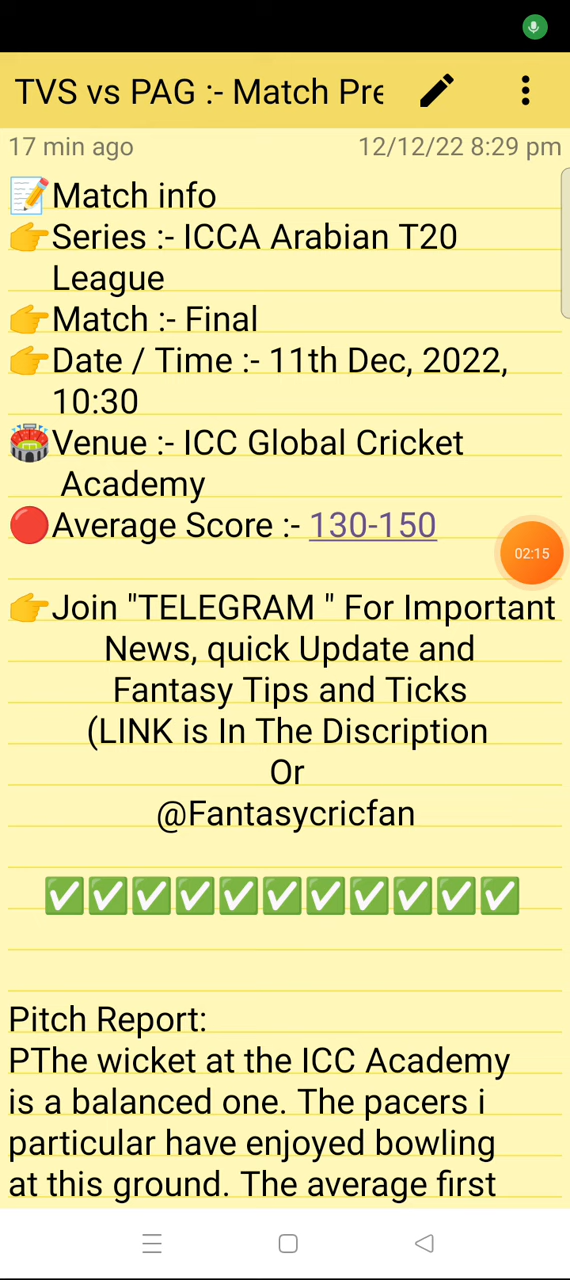 TVS vs PAG :- Match Pre
17 min ago 12/12/22 8:29 pm
📝Match info
👉Series :- ICCA Arabian T20
League
👉Match :- Final
👉Date / Time :- 11th Dec, 2022,
10:30
🏟Venue :- ICC Global Cricket
Academy
🔴Average Score :- 130-150
02:15
👉Join "TELEGRAM " For Important
News, quick Update and
Fantasy Tips and Ticks
(LINK is In The Discription
Or
@Fantasycricfan
✅✅✅✅✅✅✅✅✅✅✅
Pitch Report:
PThe wicket at the ICC Academy
is a balanced one. The pacers i
particular have enjoyed bowling
at this ground. The average first